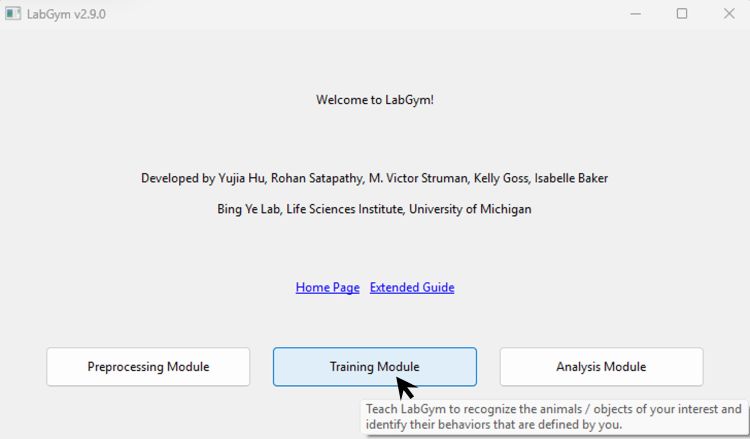 LabGym v2.9.0
Welcome to LabGym!
Developed by Yujia Hu, Rohan Satapathy, M. Victor Struman, Kelly Goss, Isabelle Baker
Bing Ye Lab, Life Sciences Institute, University of Michigan
Home Page Extended Guide
Preprocessing Module Training Module Analysis Module
Teach LabGym to recognize the animals / objects of your interest and
identify their behaviors that are defined by you.